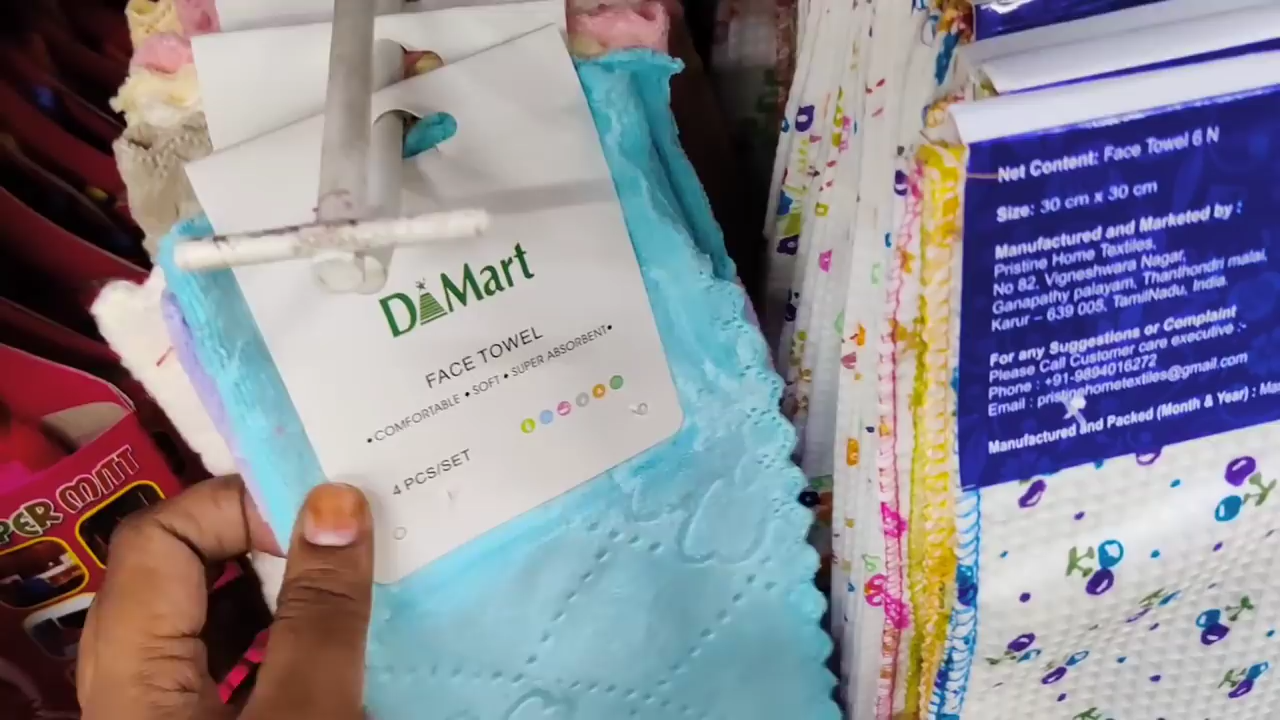 D Mart
FACE TOWEL
•COMFORTABLE •SOFT •SUPER ABSORBENT•
4 PCS/SET
PER MITT
Net Content: Face Towel 6 N
Size: 30 cm x 30 cm
Manufactured and Marketed by :
Pristine Home Textiles,
No 82, Vigneshwara Nagar,
Ganapathy palayam, Thanthondri malai,
Karur – 639 005, TamilNadu, India.
For any Suggestions or Complaint
Please Call Customer care executive :-
Phone : +91-9894016272
Email : pristinehometextiles@gmail.com
Manufactured and Packed (Month & Year) : Ma